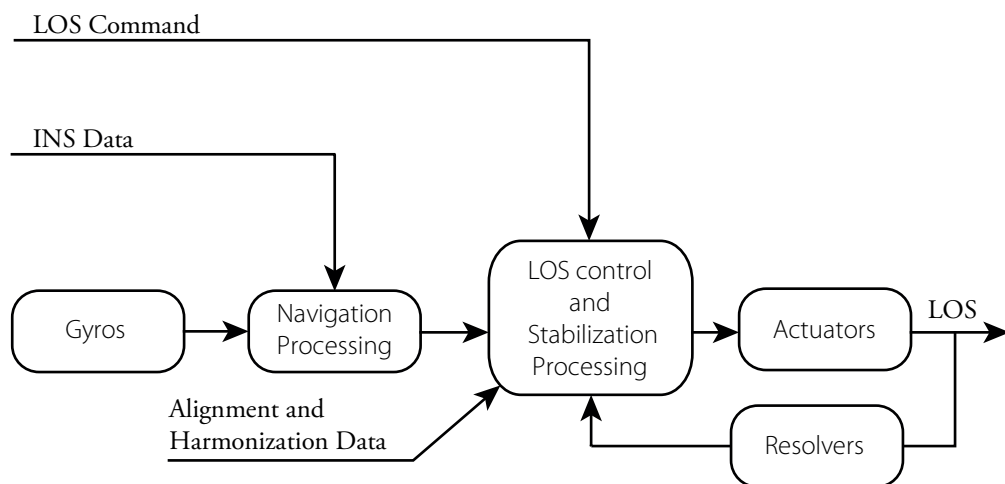 LOS Command
INS Data
Gyros
Navigation
Processing
LOS control
and
Stabilization
Processing
Actuators
LOS
Alignment and
Harmonization Data
Resolvers